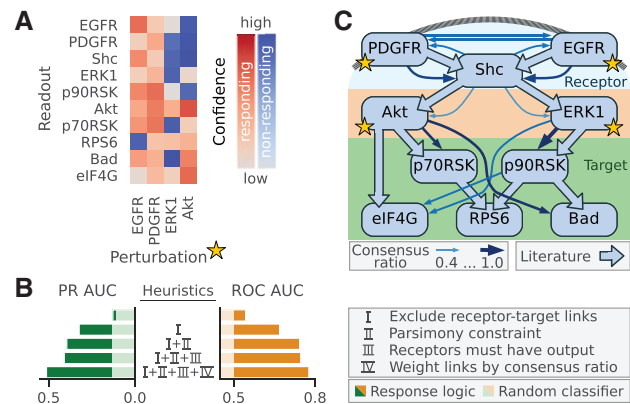 A
EGFR
PDGFR
Shc
ERK1
p90RSK
Akt
p70RSK
RPS6
Bad
eIF4G
Readout
EGFR
PDGFR
ERK1
Akt
Perturbation
high
low
Confidence
responding
non-responding
B
PR AUC
Heuristics
ROC AUC
I
I+II
I+II+III
I+II+III+IV
0.5
0.0
0.5
0.8
C
PDGFR
EGFR
Shc
Receptor
Akt
ERK1
Target
p70RSK
p90RSK
eIF4G
RPS6
Bad
Consensus ratio
0.4 ... 1.0
Literature
I Exclude receptor-target links
II Parsimony constraint
III Receptors must have output
IV Weight links by consensus ratio
Response logic
Random classifier